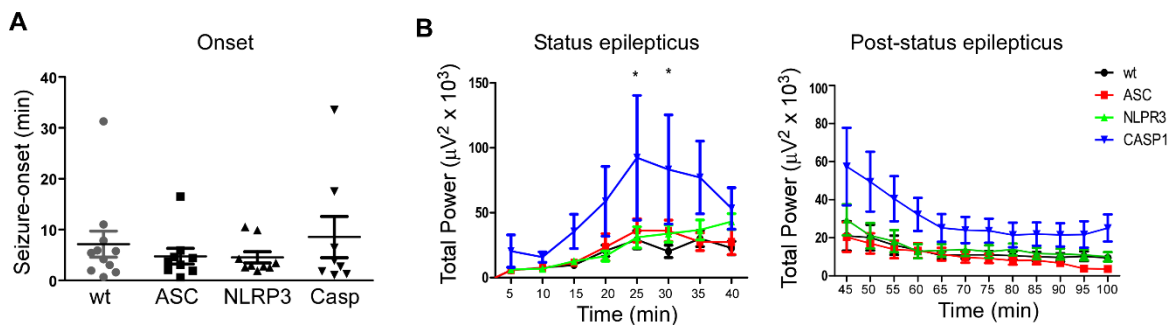 A
Onset
Seizure-onset (min)
40
30
20
10
0
wt ASC NLRP3 Casp
B
Status epilepticus
Total Power (µV² x 10³)
150
100
50
0
* *
5 10 15 20 25 30 35 40
Time (min)
Post-status epilepticus
Total Power (µV² x 10³)
100
80
60
40
20
0
45 50 55 60 65 70 75 80 85 90 95 100
Time (min)
wt
ASC
NLPR3
CASP1